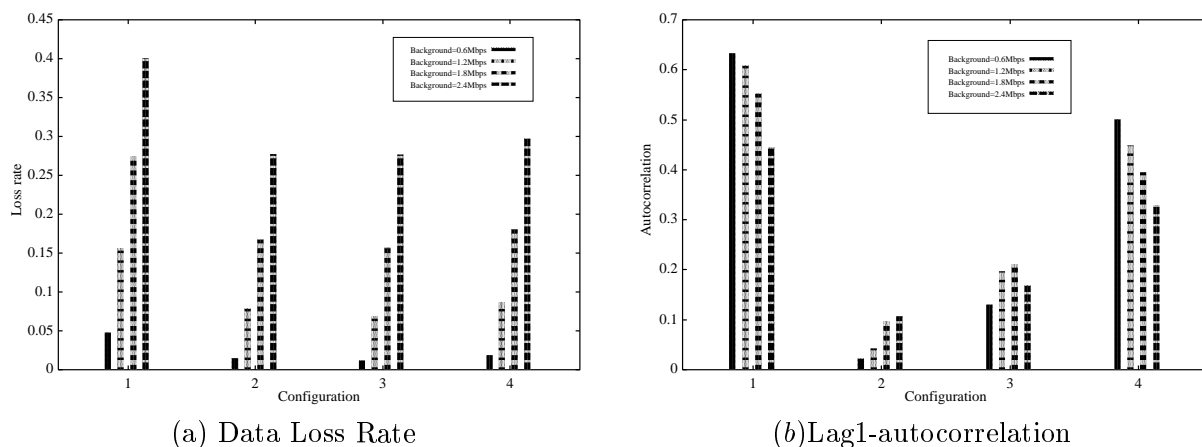 0.45
0.4
0.35
0.3
0.25
0.2
0.15
0.1
0.05
0
Loss rate
Background=0.6Mbps
Background=1.2Mbps
Background=1.8Mbps
Background=2.4Mbps
1 2 3 4
Configuration
(a) Data Loss Rate
0.7
0.6
0.5
0.4
0.3
0.2
0.1
0
Autocorrelation
Background=0.6Mbps
Background=1.2Mbps
Background=1.8Mbps
Background=2.4Mbps
1 2 3 4
Configuration
(b)Lag1-autocorrelation